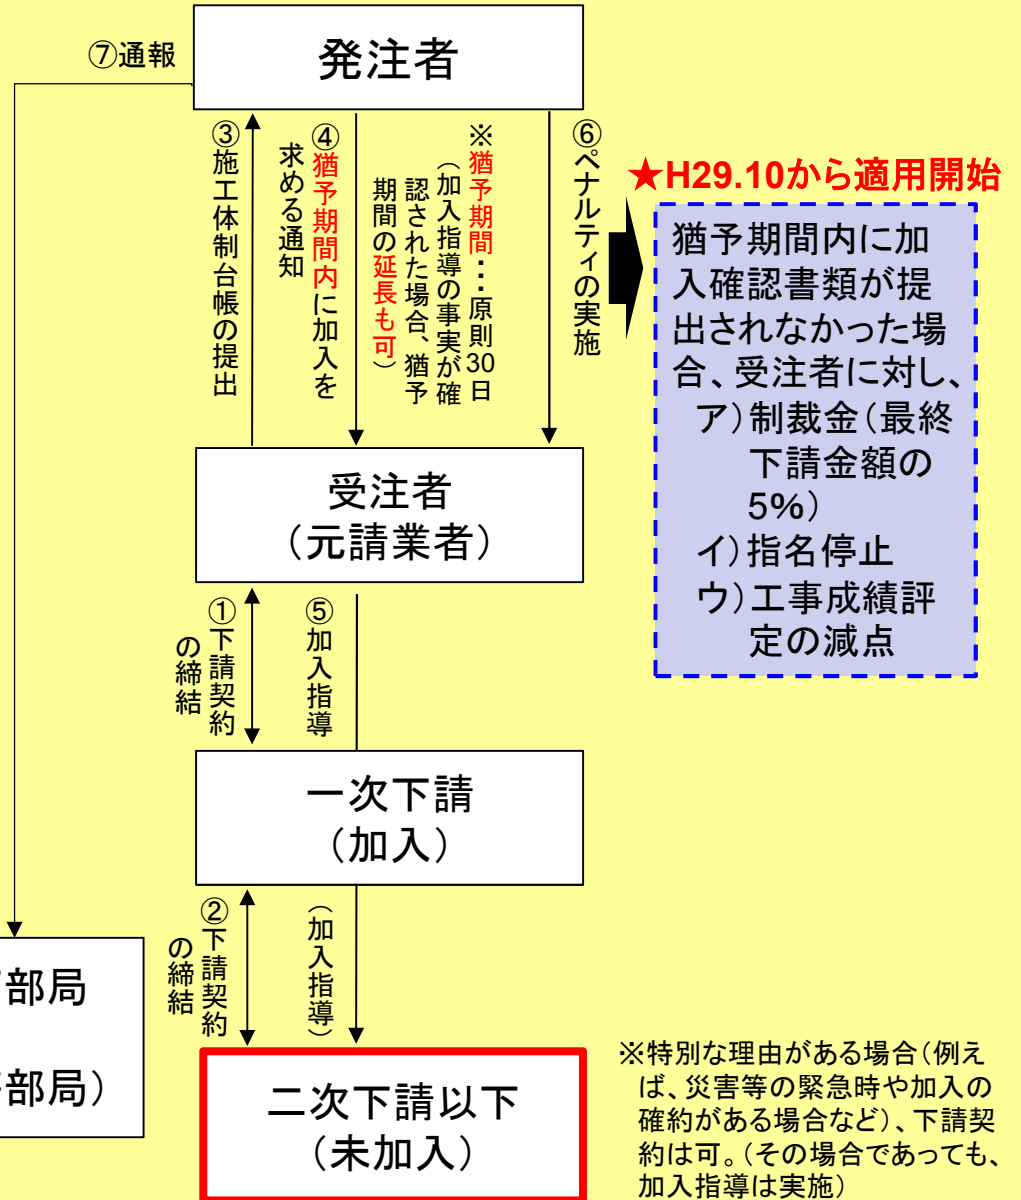 ⑦通報
発注者
③施工体制台帳の提出
④猶予期間内に加入を
求める通知
※猶予期間・・・原則30日
（加入指導の事実が確
認された場合、猶予
期間の延長も可）
⑥ペナルティの実施
★H29.10から適用開始
猶予期間内に加
入確認書類が提
出されなかった場
合、受注者に対し、
ア）制裁金（最終
下請金額の
5%）
イ）指名停止
ウ）工事成績評
定の減点
受注者
（元請業者）
①下請契約
の締結
⑤加入指導
一次下請
（加入）
②下請契約
の締結
（加入指導）
部局
部局）
二次下請以下
（未加入）
※特別な理由がある場合（例え
ば、災害等の緊急時や加入の
確約がある場合など）、下請契
約は可。（その場合であっても、
加入指導は実施）